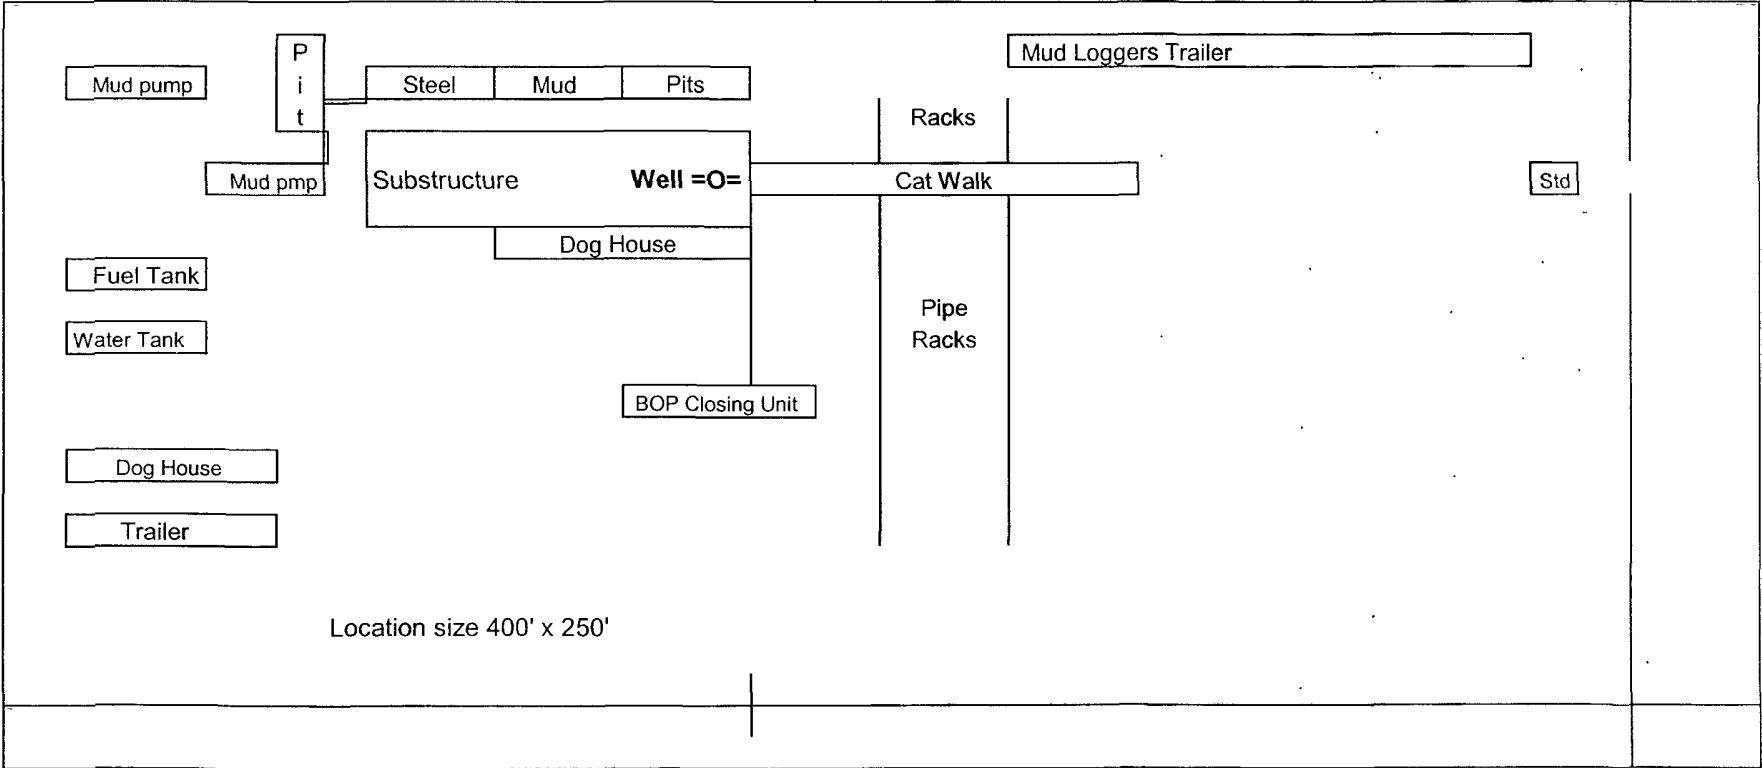 P
i
t
Mud Loggers Trailer
Mud pump
Steel
Mud
Pits
Racks
Mud pmp
Substructure
Well =O=
Cat Walk
Std
Dog House
Fuel Tank
Pipe
Racks
Water Tank
BOP Closing Unit
Dog House
Trailer
Location size 400' x 250'